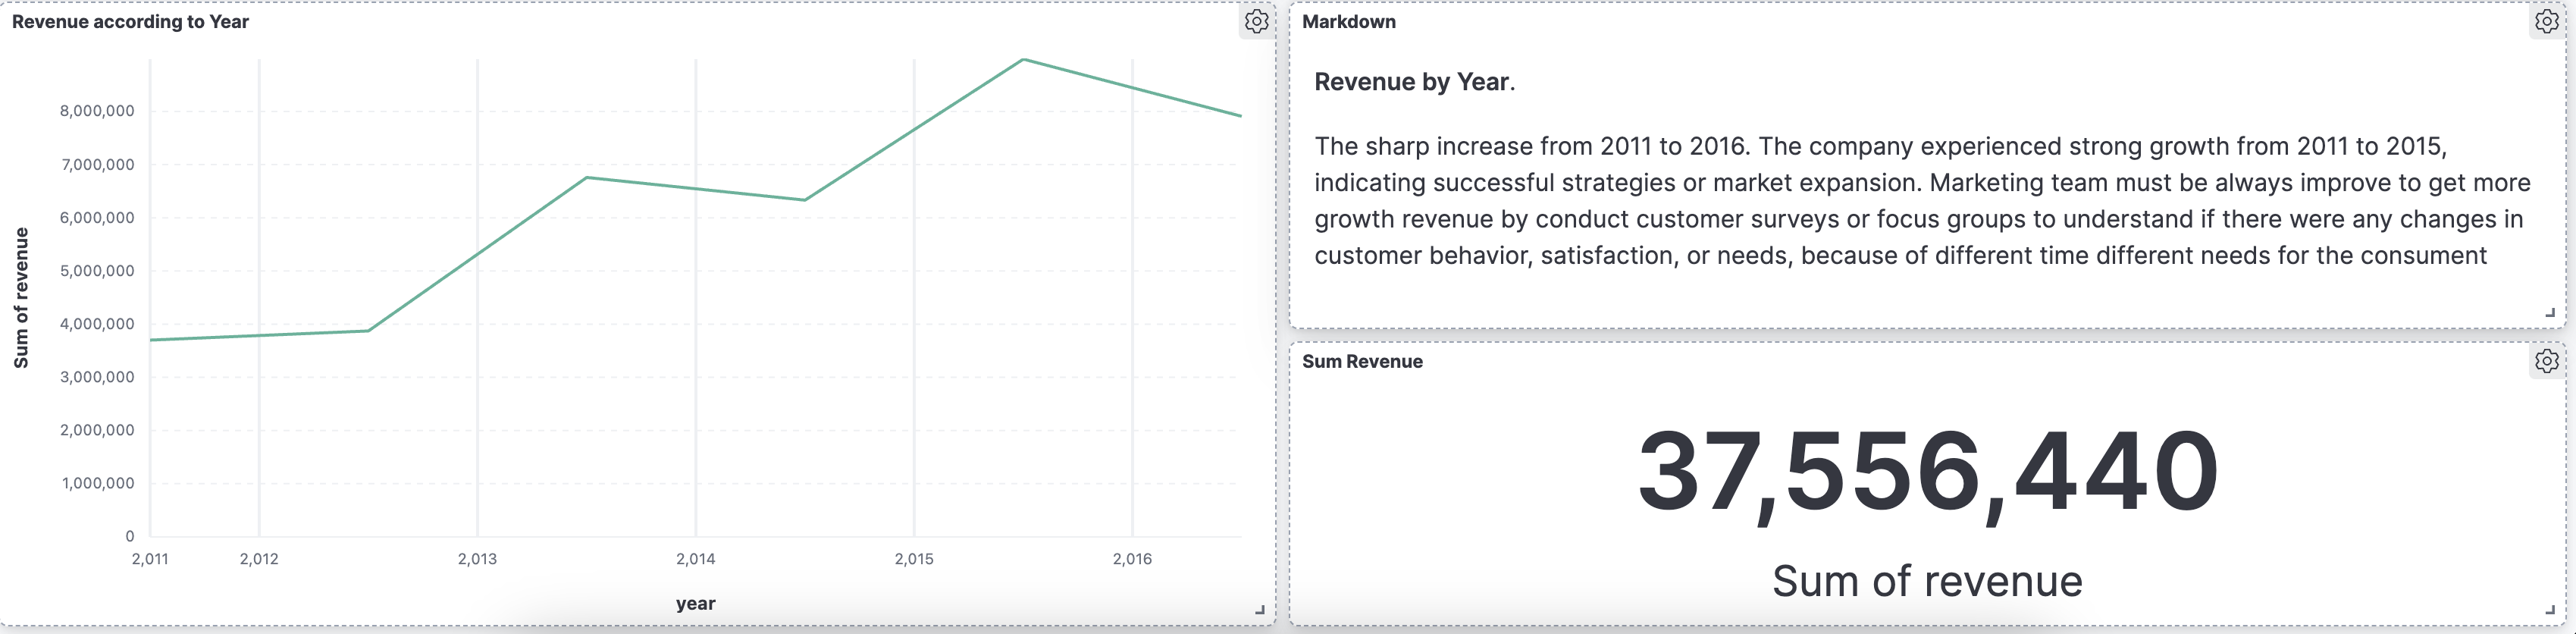 Revenue according to Year
Sum of revenue
8,000,000
7,000,000
6,000,000
5,000,000
4,000,000
3,000,000
2,000,000
1,000,000
0
2,011 2,012 2,013 2,014 2,015 2,016
year
Markdown
Revenue by Year.
The sharp increase from 2011 to 2016. The company experienced strong growth from 2011 to 2015,
indicating successful strategies or market expansion. Marketing team must be always improve to get more
growth revenue by conduct customer surveys or focus groups to understand if there were any changes in
customer behavior, satisfaction, or needs, because of different time different needs for the consument
Sum Revenue
37,556,440
Sum of revenue